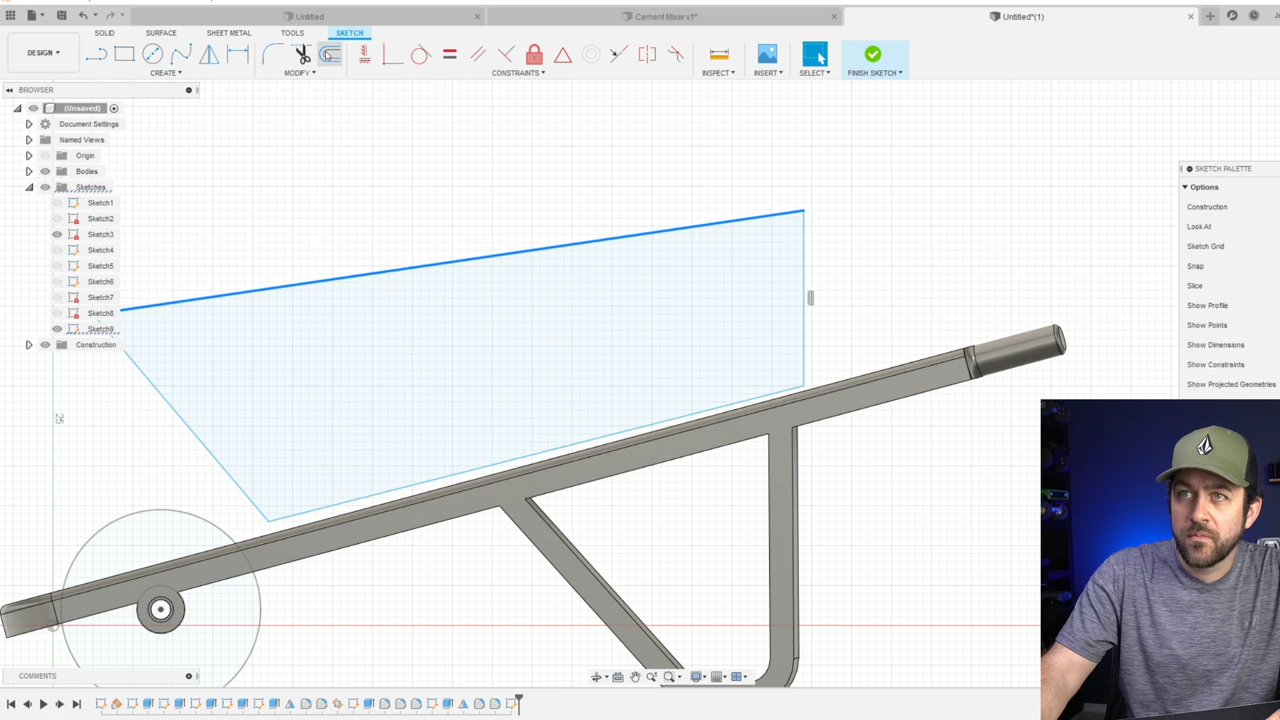 Untitled
Cement Mixer v1*
Untitled*(1)
DESIGN
SOLID
SURFACE
SHEET METAL
TOOLS
SKETCH
CREATE
MODIFY
CONSTRAINTS
INSPECT
INSERT
SELECT
FINISH SKETCH
BROWSER
(Unsaved)
Document Settings
Named Views
Origin
Bodies
Sketches
Sketch1
Sketch2
Sketch3
Sketch4
Sketch5
Sketch6
Sketch7
Sketch8
Sketch9
Construction
25
SKETCH PALETTE
Options
Construction
Look At
Sketch Grid
Snap
Slice
Show Profile
Show Points
Show Dimensions
Show Constraints
Show Projected Geometries
COMMENTS